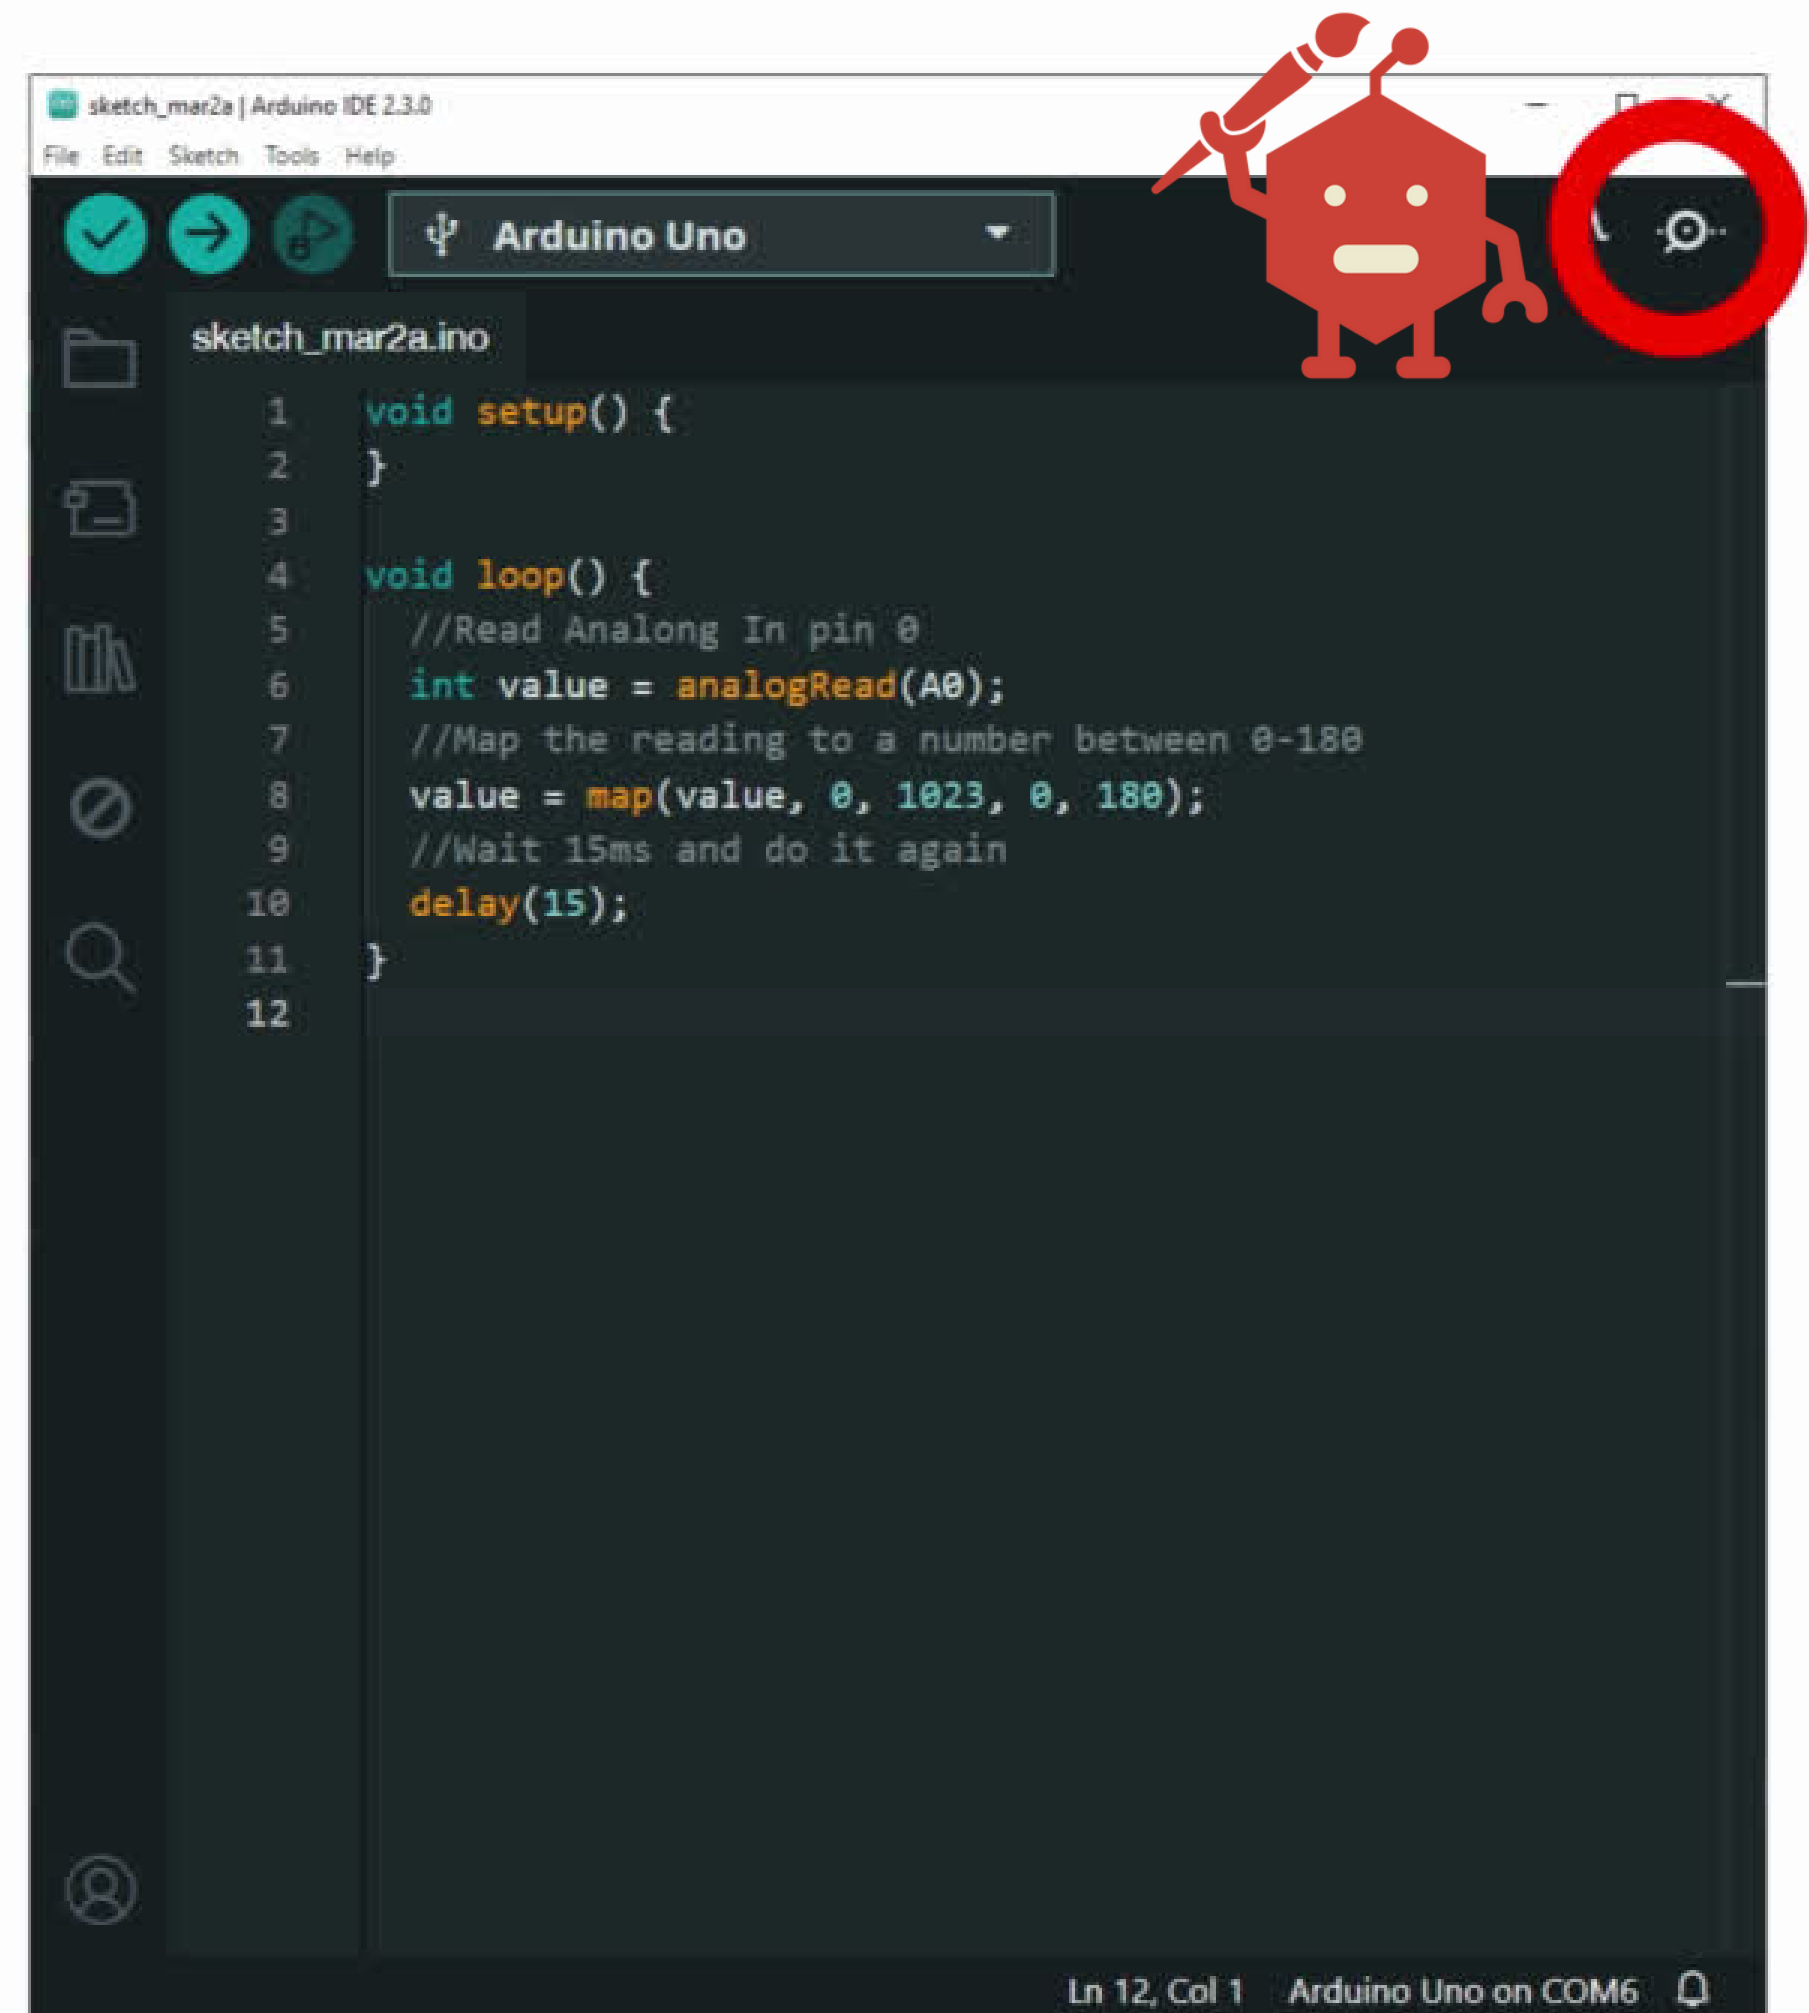 sketch_mar2a | Arduino IDE 2.3.0
File Edit Sketch Tools Help
Arduino Uno
sketch_mar2a.ino
1 void setup() {
2 }
3
4 void loop() {
5 //Read Analong In pin 0
6 int value = analogRead(A0);
7 //Map the reading to a number between 0-180
8 value = map(value, 0, 1023, 0, 180);
9 //Wait 15ms and do it again
10 delay(15);
11 }
12
Ln 12, Col 1 Arduino Uno on COM6